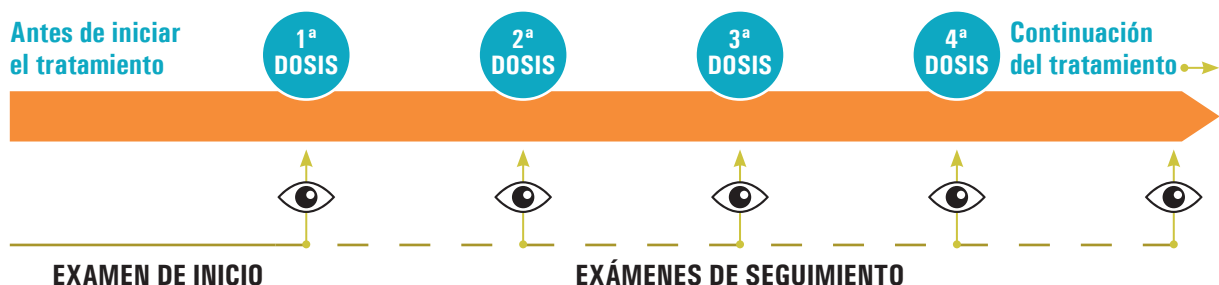 Antes de iniciar
el tratamiento
1ª
DOSIS
2ª
DOSIS
3ª
DOSIS
4ª
DOSIS
Continuación
del tratamiento
EXAMEN DE INICIO
EXÁMENES DE SEGUIMIENTO